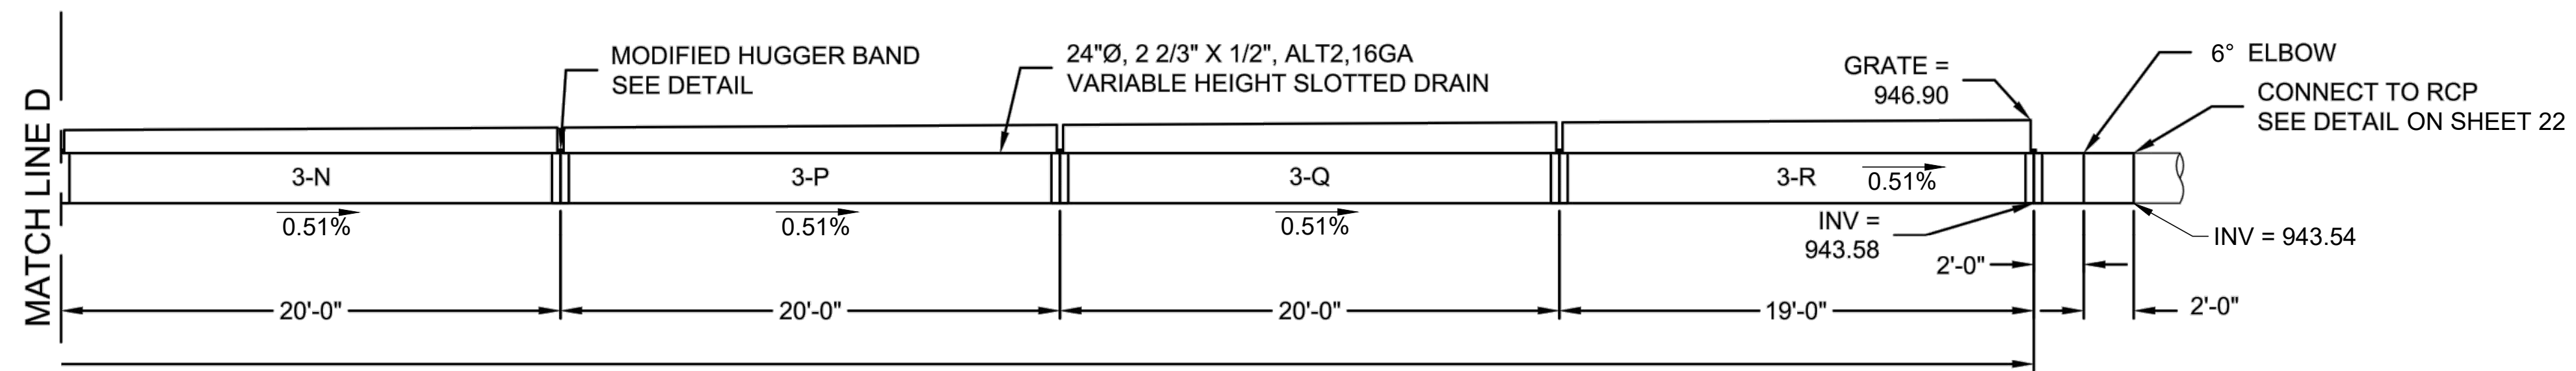 MATCH LINE D
MODIFIED HUGGER BAND
SEE DETAIL
24"Ø, 2 2/3" X 1/2", ALT2,16GA
VARIABLE HEIGHT SLOTTED DRAIN
GRATE =
946.90
6° ELBOW
CONNECT TO RCP
SEE DETAIL ON SHEET 22
3-N
3-P
3-Q
3-R
0.51%
0.51%
0.51%
0.51%
INV =
943.58
INV = 943.54
2'-0"
20'-0"
20'-0"
20'-0"
19'-0"
2'-0"